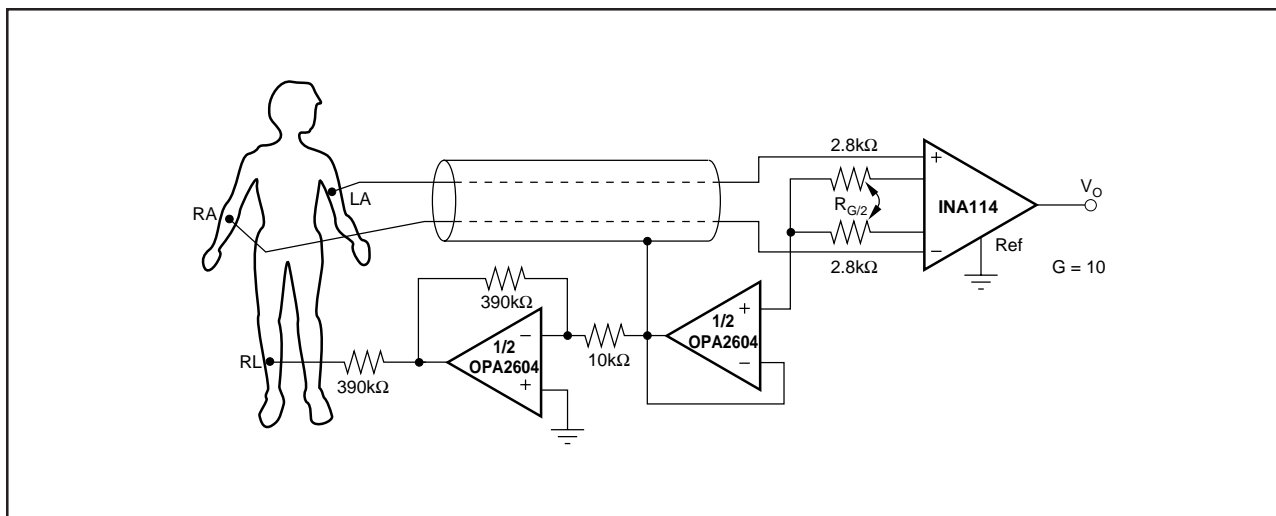 2.8kΩ
LA
RA
R_G/2
INA114
V_O
+
−
Ref
G = 10
2.8kΩ
390kΩ
1/2
OPA2604
+
−
10kΩ
1/2
OPA2604
−
+
RL
390kΩ